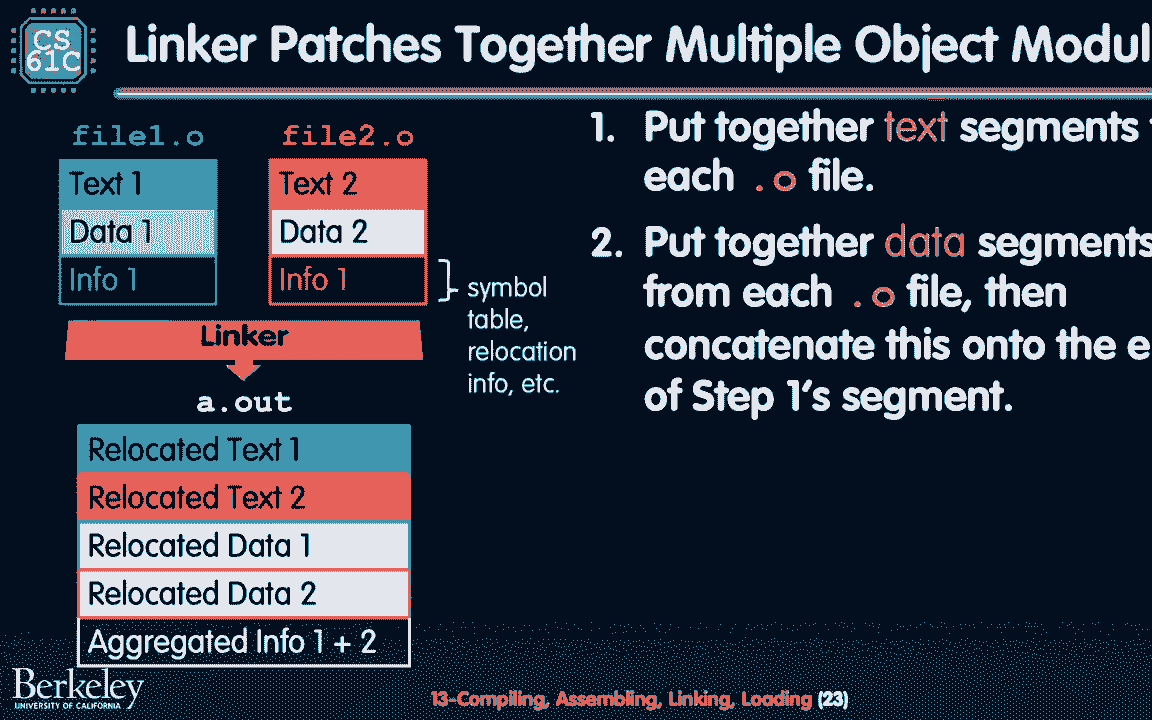 CS
61C
Linker Patches Together Multiple Object Modul
file1.o
Text 1
Data 1
Info 1
file2.o
Text 2
Data 2
Info 1
symbol
table,
relocation
info, etc.
Linker
a.out
Relocated Text 1
Relocated Text 2
Relocated Data 1
Relocated Data 2
Aggregated Info 1 + 2
1. Put together text segments
each .o file.
2. Put together data segments
from each .o file, then
concatenate this onto the e
of Step 1's segment.
Berkeley
UNIVERSITY OF CALIFORNIA
13-Compiling, Assembling, Linking, Loading (23)